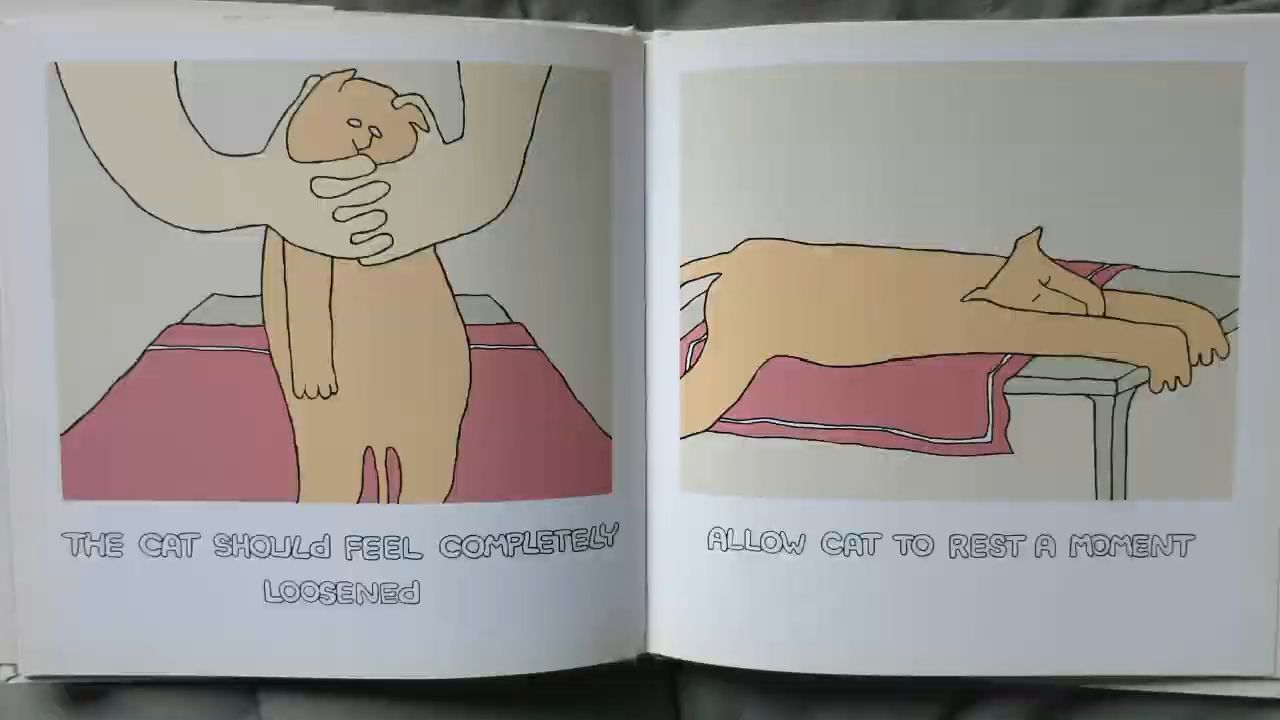 THE CAT SHOULd FEEL COMPLETELY
LOOSENEd
ALLOW CAT TO REST A MOMENT